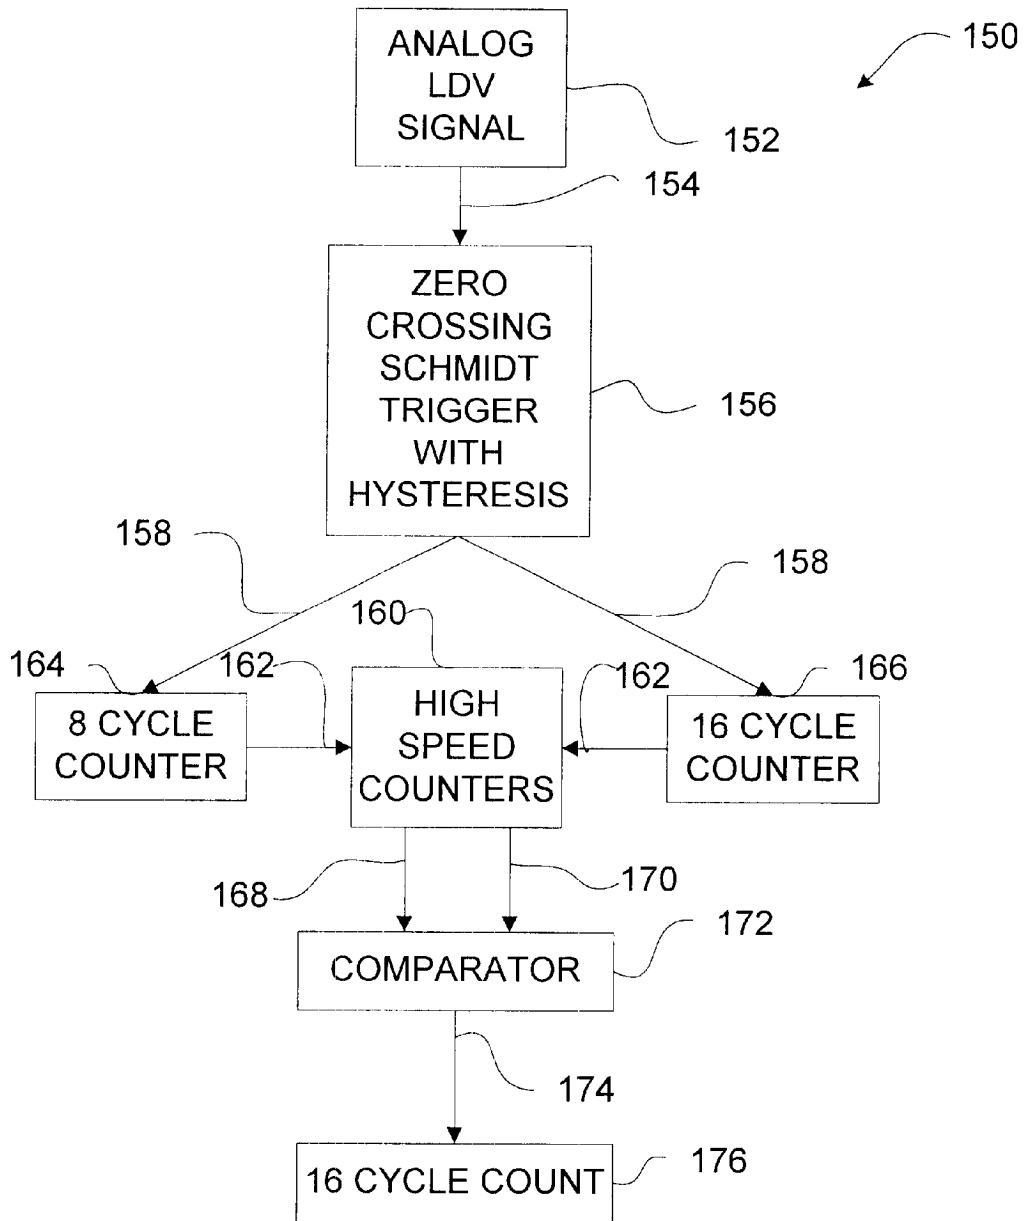 150
ANALOG
LDV
SIGNAL
152
154
ZERO
CROSSING
SCHMIDT
TRIGGER
WITH
HYSTERESIS
156
158
158
160
164
162
162
166
8 CYCLE
COUNTER
HIGH
SPEED
COUNTERS
16 CYCLE
COUNTER
168
170
172
COMPARATOR
174
16 CYCLE COUNT
176